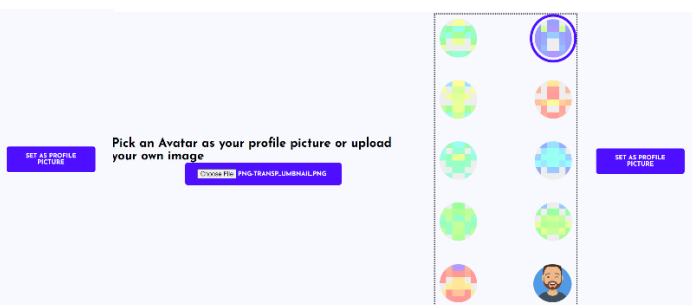 SET AS PROFILE
PICTURE
Pick an Avatar as your profile picture or upload
your own image
Choose File PNG-TRANSP...UMBNAIL.PNG
SET AS PROFILE
PICTURE